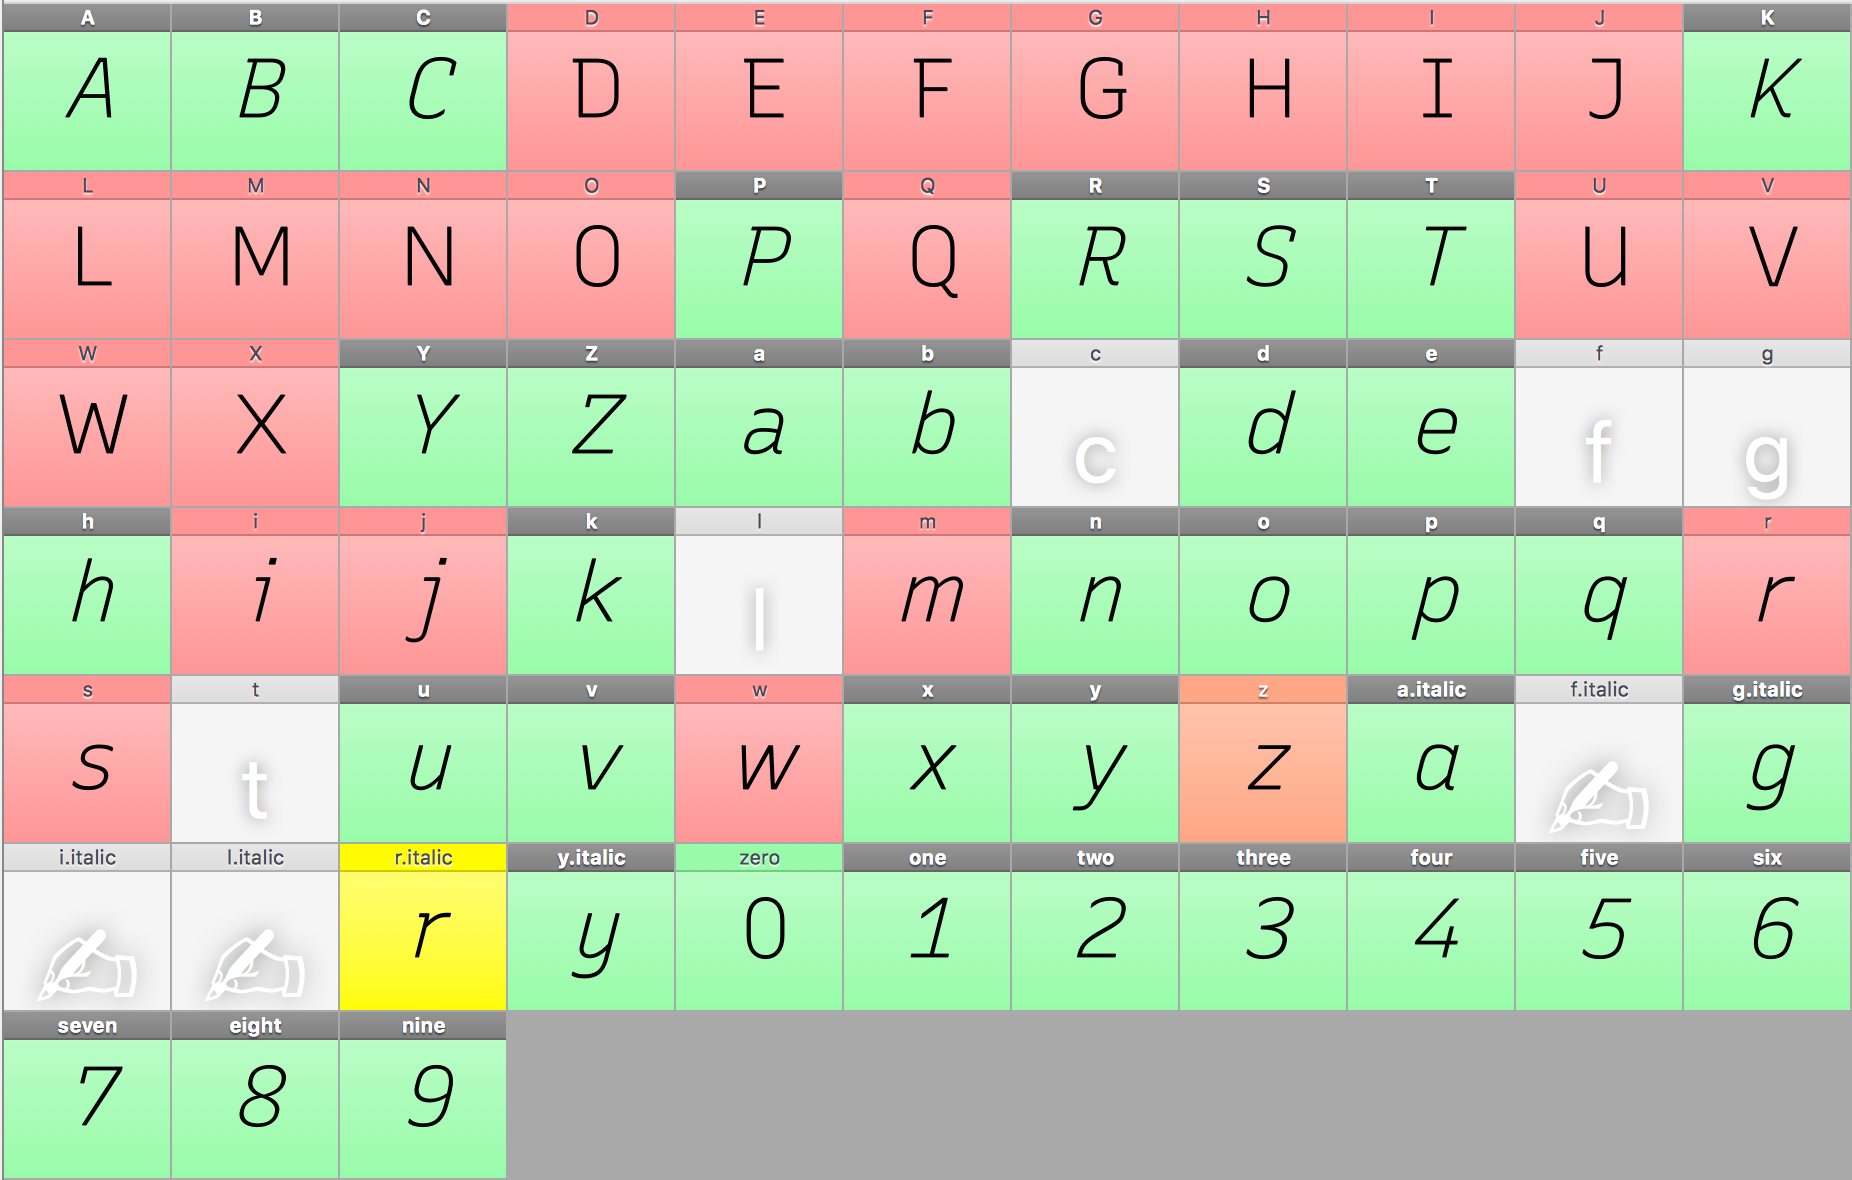 A B C D E F G H I J K
A B C D E F G H I J K
L M N O P Q R S T U V
L M N O P Q R S T U V
W X Y Z a b c d e f g
W X Y Z a b c d e f g
h i j k l m n o p q r
h i j k l m n o p q r
s t u v w x y z a.italic f.italic g.italic
s t u v w x y z a g
i.italic l.italic r.italic y.italic zero one two three four five six
r y 0 1 2 3 4 5 6
seven eight nine
7 8 9